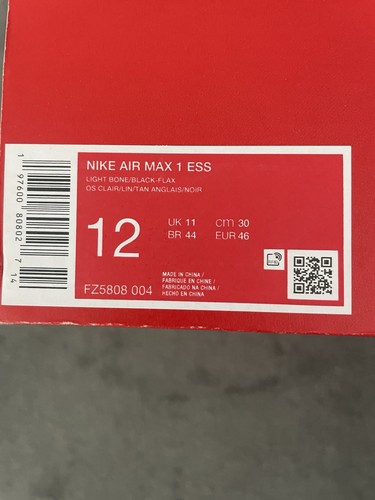 NIKE AIR MAX 1 ESS
LIGHT BONE/BLACK-FLAX
OS CLAIR/LIN/TAN ANGLAIS/NOIR
12
UK 11 cm 30
BR 44 EUR 46
MADE IN CHINA /
FABRIQUE EN CHINE /
FABRICADO NA CHINA /
HECHO EN CHINA
FZ5808 004
1 97600 80802 7 14